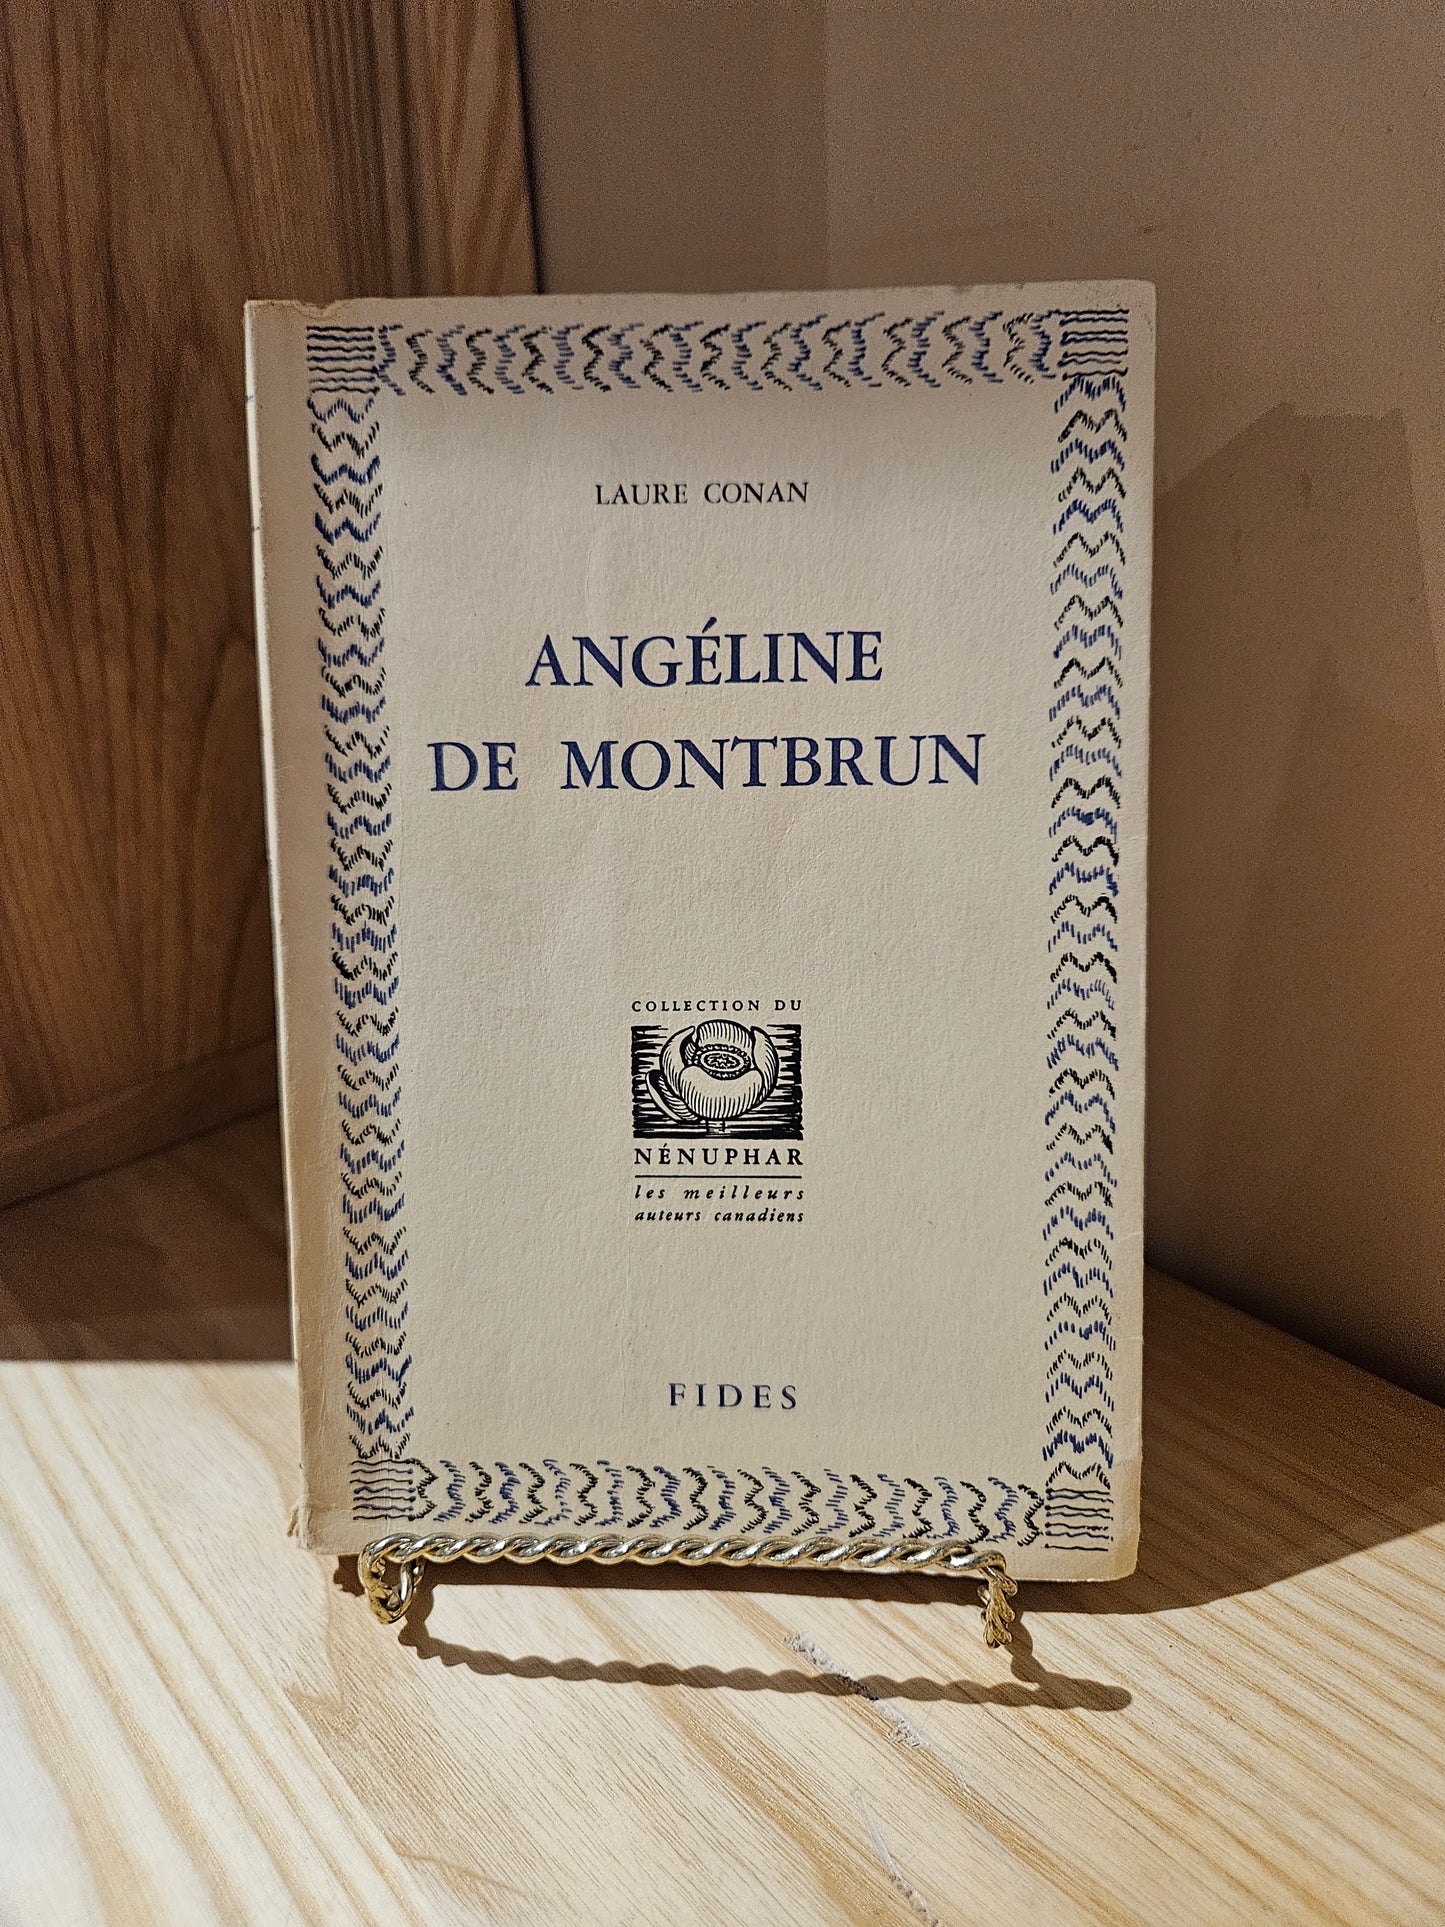 LAURE CONAN
ANGÉLINE
DE MONTBRUN
COLLECTION DU
NÉNUPHAR
les meilleurs
auteurs canadiens
FIDES